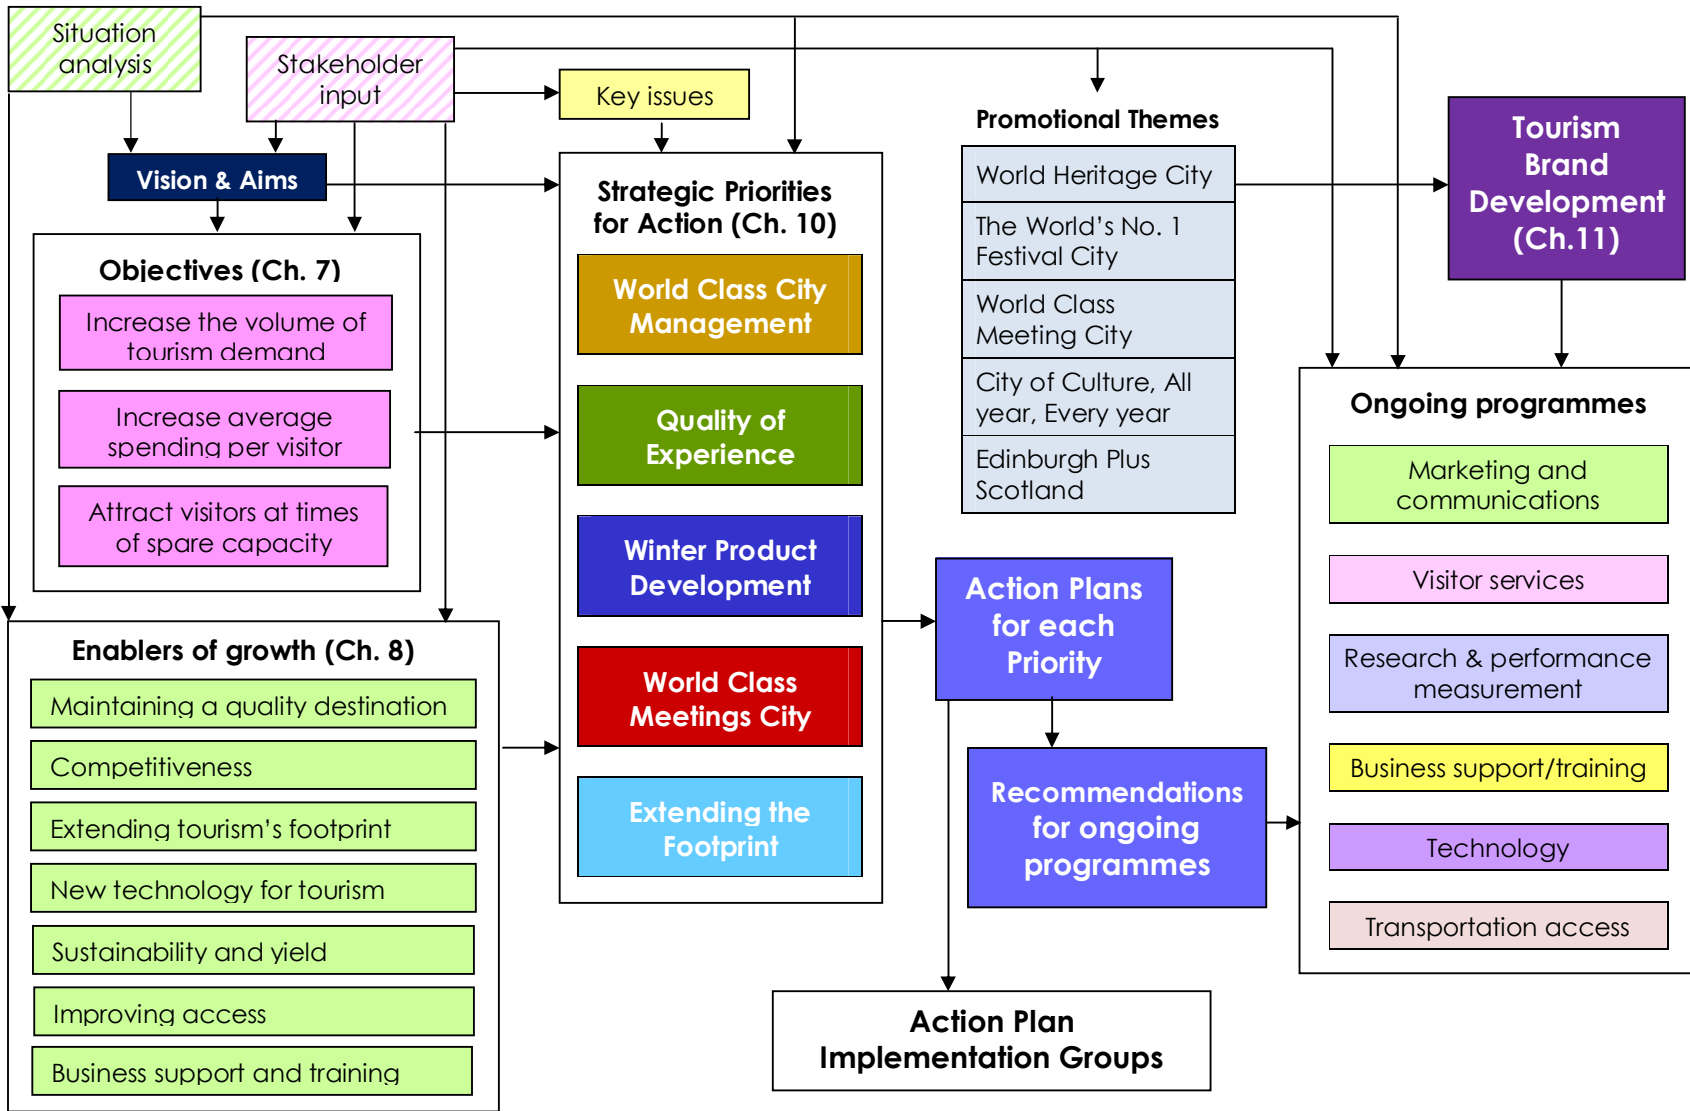 Situation
analysis
Stakeholder
input
Key issues
Vision & Aims
Objectives (Ch. 7)
Increase the volume of
tourism demand
Increase average
spending per visitor
Attract visitors at times
of spare capacity
Enablers of growth (Ch. 8)
Maintaining a quality destination
Competitiveness
Extending tourism’s footprint
New technology for tourism
Sustainability and yield
Improving access
Business support and training
Strategic Priorities
for Action (Ch. 10)
World Class City
Management
Quality of
Experience
Winter Product
Development
World Class
Meetings City
Extending the
Footprint
Promotional Themes
World Heritage City
The World’s No. 1
Festival City
World Class
Meeting City
City of Culture, All
year, Every year
Edinburgh Plus
Scotland
Action Plans
for each
Priority
Recommendations
for ongoing
programmes
Action Plan
Implementation Groups
Tourism
Brand
Development
(Ch.11)
Ongoing programmes
Marketing and
communications
Visitor services
Research & performance
measurement
Business support/training
Technology
Transportation access